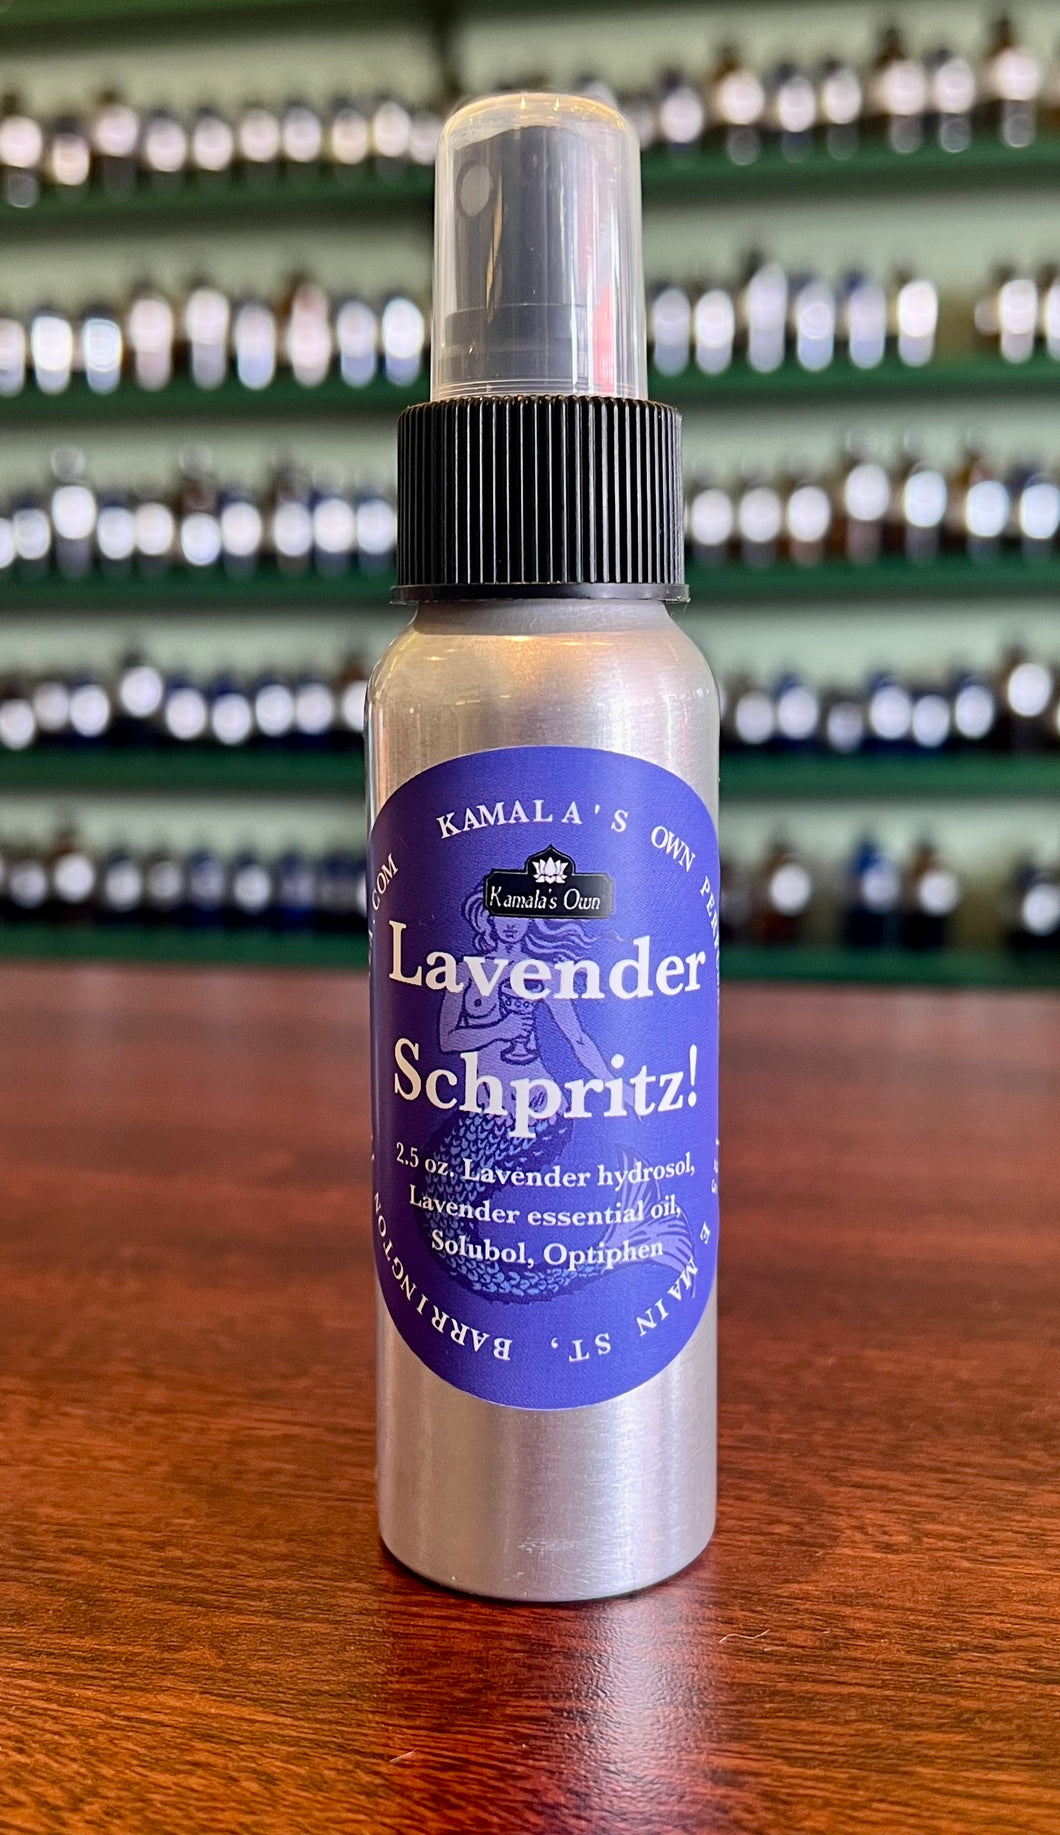 KAMALA'S OWN
Kamala's Own
Lavender
Schpritz!
2.5 oz. Lavender hydrosol,
Lavender essential oil,
Solubol, Optiphen
E MAIN ST, BARRINGTON
.COM